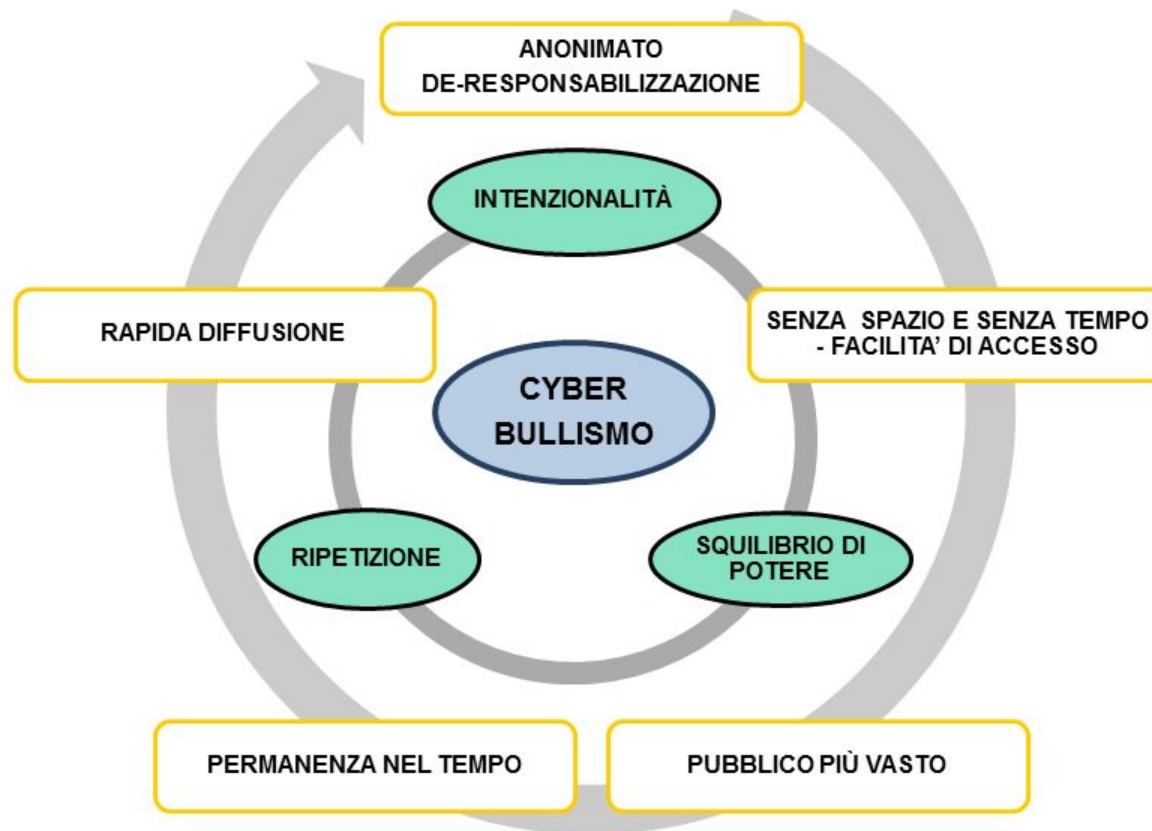 ANONIMATO
DE-RESPONSABILIZZAZIONE
INTENZIONALITÀ
RAPIDA DIFFUSIONE
SENZA SPAZIO E SENZA TEMPO
- FACILITA’ DI ACCESSO
CYBER
BULLISMO
RIPETIZIONE
SQUILIBRIO DI
POTERE
PERMANENZA NEL TEMPO
PUBBLICO PIÙ VASTO